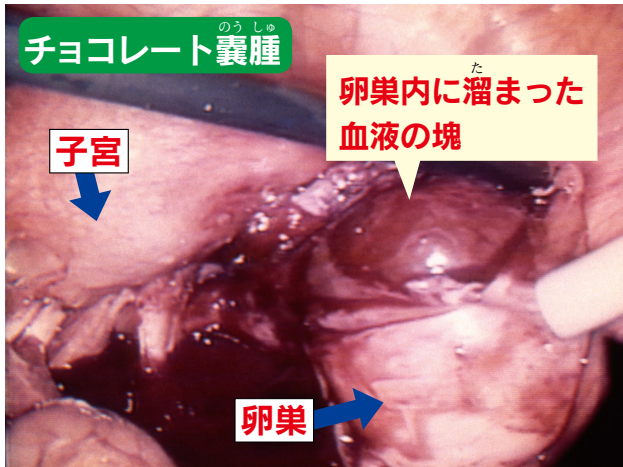 のうしゅ
チョコレート囊腫
た
卵巣内に溜まった
血液の塊
子宮
卵巣